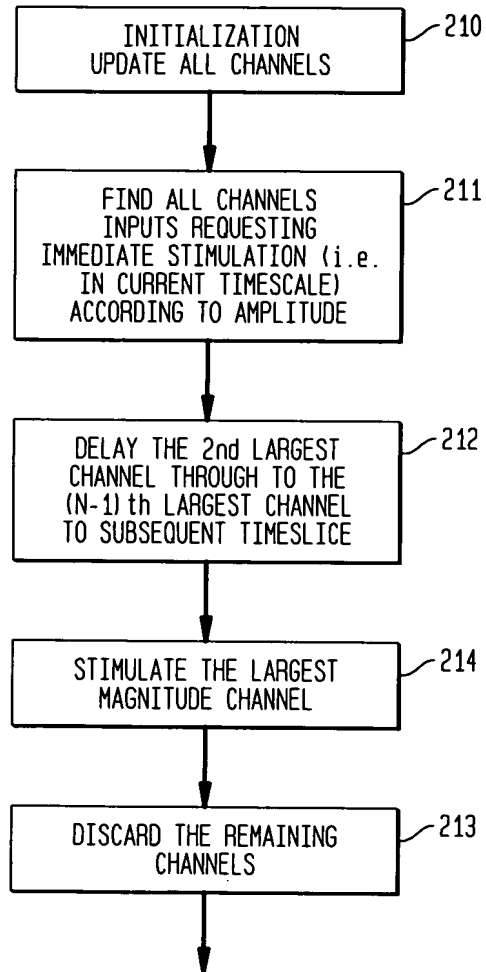 INITIALIZATION
UPDATE ALL CHANNELS
210
FIND ALL CHANNELS
INPUTS REQUESTING
IMMEDIATE STIMULATION (i.e.
IN CURRENT TIMESCALE)
ACCORDING TO AMPLITUDE
211
DELAY THE 2nd LARGEST
CHANNEL THROUGH TO THE
(N-1)th LARGEST CHANNEL
TO SUBSEQUENT TIMESLICE
212
STIMULATE THE LARGEST
MAGNITUDE CHANNEL
214
DISCARD THE REMAINING
CHANNELS
213